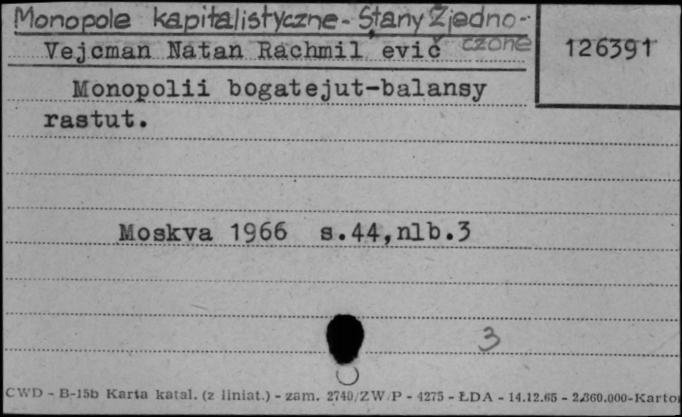 Monopole kapitalistyczne - Stany Zjedno-
czone
Vejcman Natan Rachmil evič
126391
Monopolii bogatejut-balansy
rastut.
Moskva 1966 s.44,nlb.3
3
CWD - B-15b Karta katal. (z liniat.) - zam. 2740/ZW/P - 4275 - ŁDA - 14.12.65 - 2.360.000-Karto